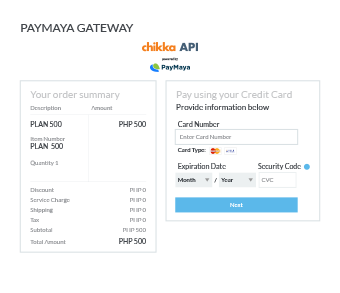 PAYMAYA GATEWAY
chikka API
powered by
PayMaya
Your order summary
Description Amount
PLAN 500 PHP 500
Item Number
PLAN 500
Quantity 1
Discount PHP 0
Service Charge PHP 0
Shipping PHP 0
Tax PHP 0
Subtotal PHP 500
Total Amount PHP 500
Pay using your Credit Card
Provide information below
Card Number
Enter Card Number
Card Type:
Expiration Date Security Code
Month / Year CVC
Next